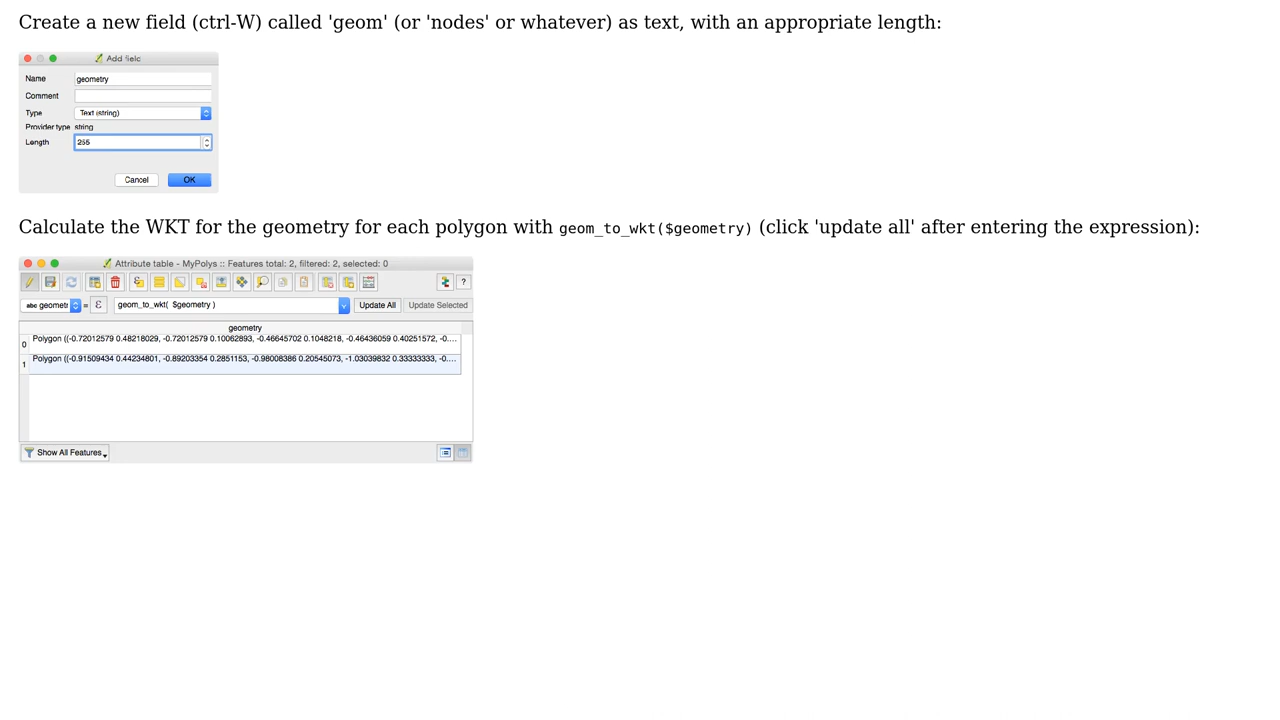 Create a new field (ctrl-W) called 'geom' (or 'nodes' or whatever) as text, with an appropriate length:
Add field
Name geometry
Comment
Type Text (string)
Provider type string
Length 255
Cancel OK
Calculate the WKT for the geometry for each polygon with geom_to_wkt($geometry) (click 'update all' after entering the expression):
Attribute table - MyPolys :: Features total: 2, filtered: 2, selected: 0
?
abc geometr = ε geom_to_wkt( $geometry ) Update All Update Selected
geometry
0 Polygon ((-0.72012579 0.48218029, -0.72012579 0.10062893, -0.46645702 0.1048218, -0.46436059 0.40251572, -0....
1 Polygon ((-0.91509434 0.44234801, -0.89203354 0.2851153, -0.98008386 0.20545073, -1.03039832 0.33333333, -0....
Show All Features